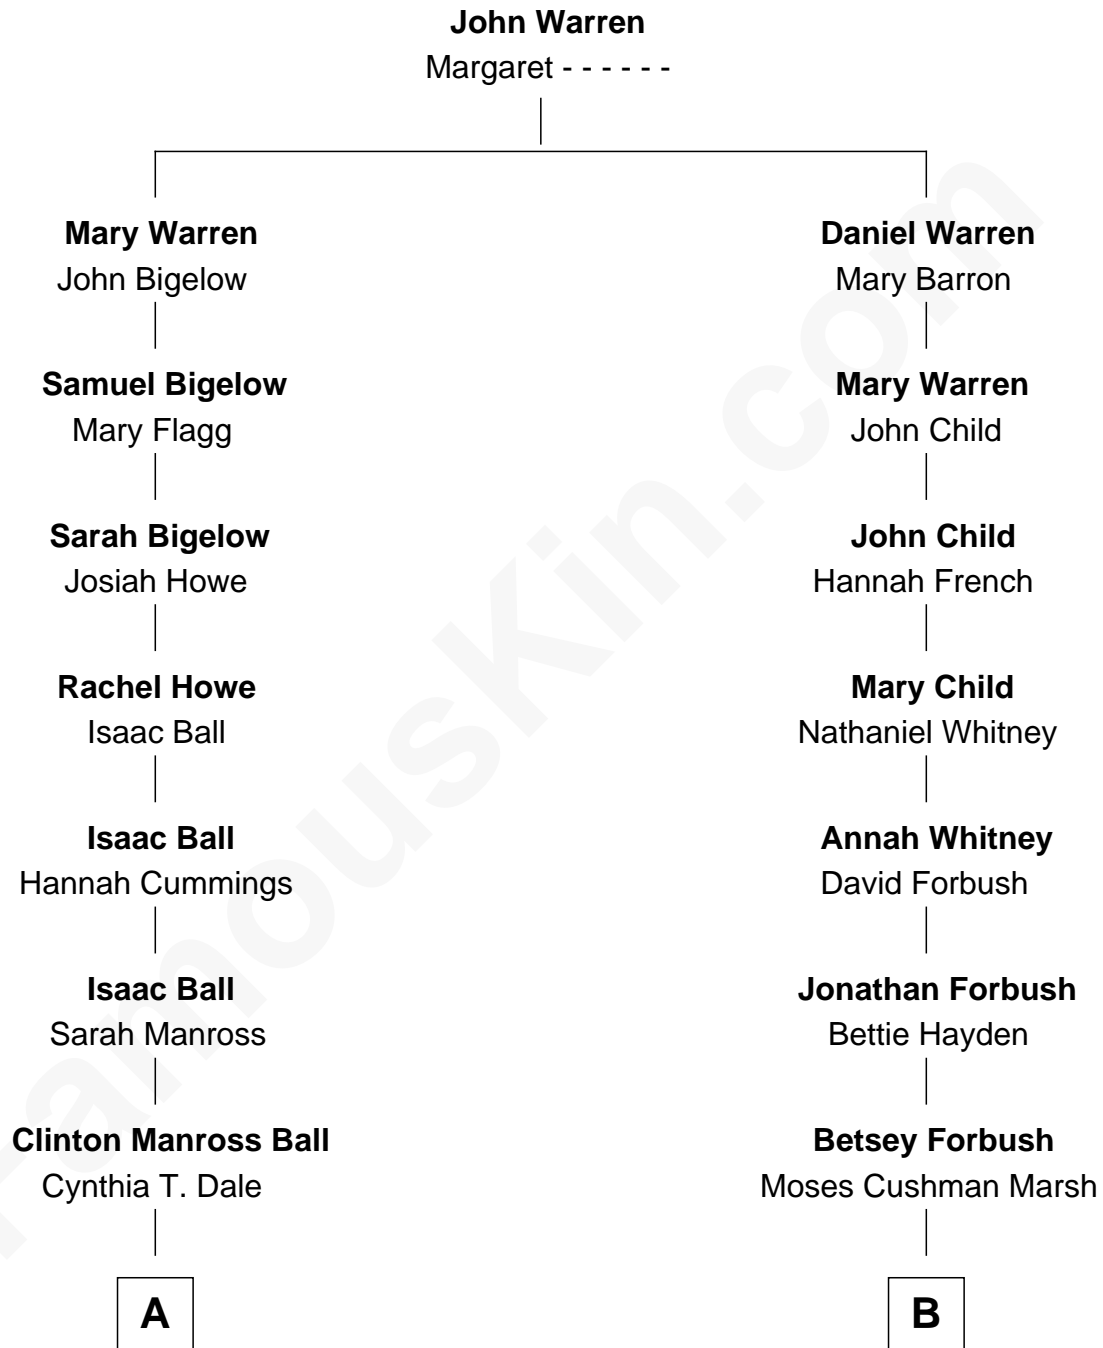 John Warren
Margaret - - - - - -
Mary Warren
John Bigelow
Daniel Warren
Mary Barron
Samuel Bigelow
Mary Flagg
Mary Warren
John Child
Sarah Bigelow
Josiah Howe
John Child
Hannah French
Rachel Howe
Isaac Ball
Mary Child
Nathaniel Whitney
Isaac Ball
Hannah Cummings
Annah Whitney
David Forbush
Isaac Ball
Sarah Manross
Jonathan Forbush
Bettie Hayden
Clinton Manross Ball
Cynthia T. Dale
Betsey Forbush
Moses Cushman Marsh
A
B
FamousKin.com